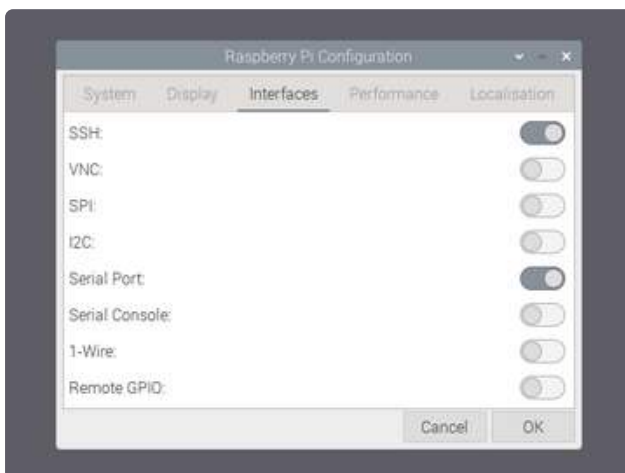 Raspberry Pi Configuration
System Display Interfaces Performance Localisation
SSH:
VNC:
SPI:
I2C:
Serial Port:
Serial Console:
1-Wire:
Remote GPIO:
Cancel OK